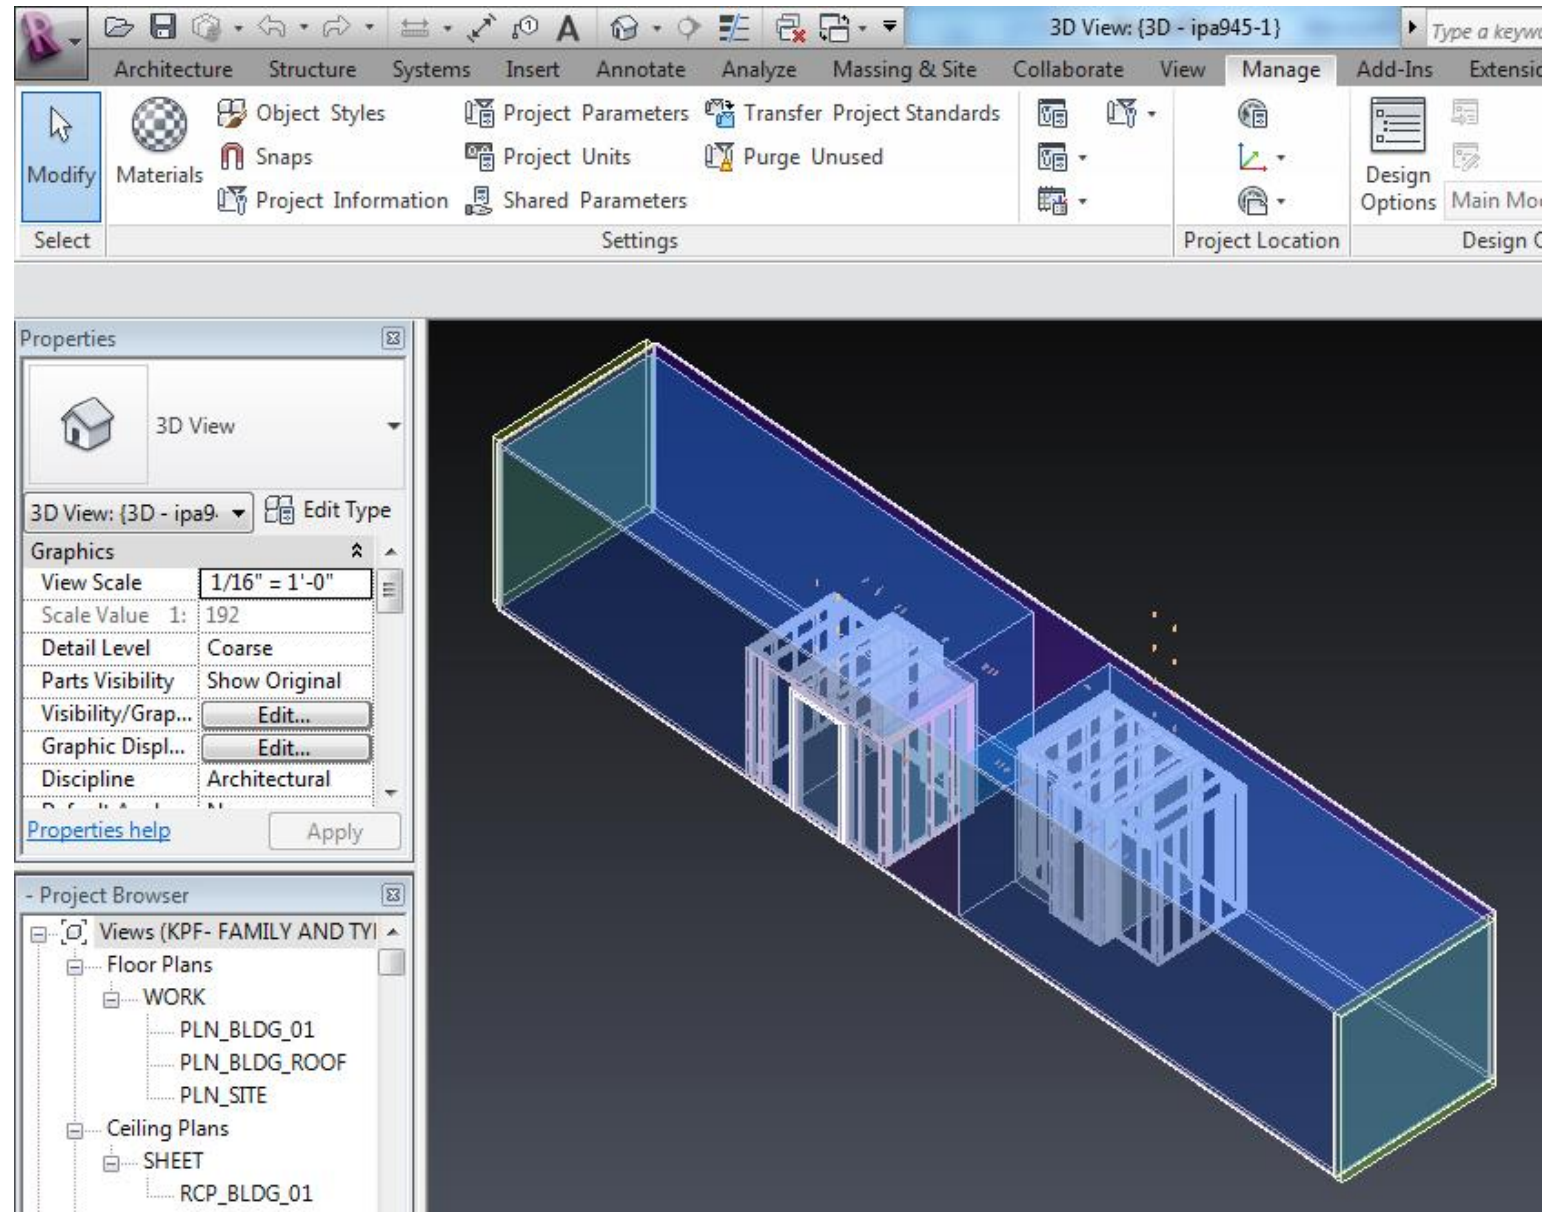 3D View: {3D - ipa945-1}
Type a keyw
Architecture Structure Systems Insert Annotate Analyze Massing & Site Collaborate View Manage Add-Ins Extensio
Modify
Materials
Object Styles
Snaps
Project Information
Project Parameters
Project Units
Shared Parameters
Transfer Project Standards
Purge Unused
Design
Options
Main Mo
Select Settings Project Location Design O
Properties
3D View
3D View: {3D - ipa9 Edit Type
Graphics
View Scale 1/16" = 1'-0"
Scale Value 1: 192
Detail Level Coarse
Parts Visibility Show Original
Visibility/Grap... Edit...
Graphic Displ... Edit...
Discipline Architectural
Properties help Apply
- Project Browser
Views (KPF- FAMILY AND TY
Floor Plans
WORK
PLN_BLDG_01
PLN_BLDG_ROOF
PLN_SITE
Ceiling Plans
SHEET
RCP_BLDG_01